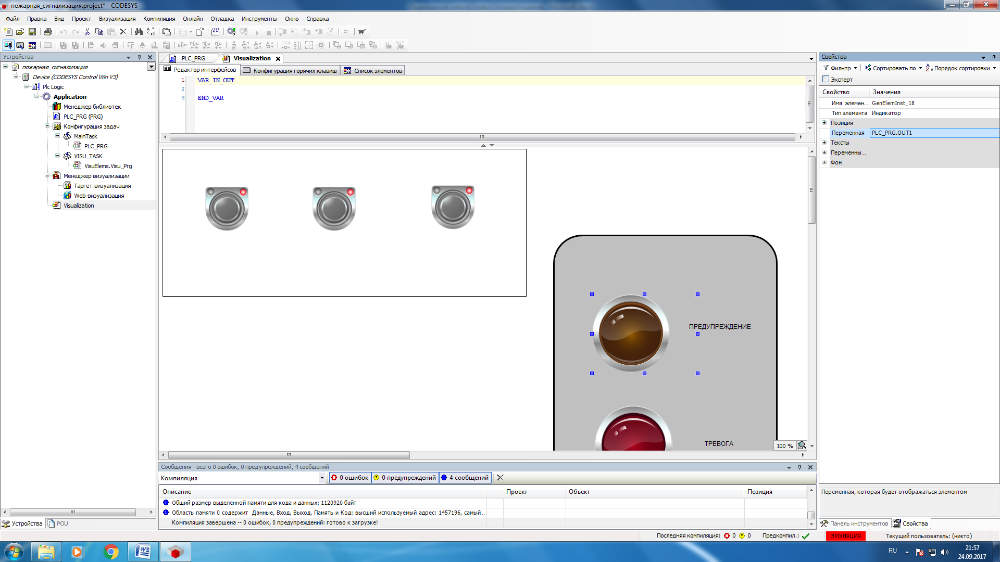 пожарная_сигнализация.project* - CODESYS
Файл Правка Вид Проект Визуализация Компиляция Онлайн Отладка Инструменты Окно Справка
Устройства
пожарная_сигнализация
Device (CODESYS Control Win V3)
Plc Logic
Application
Менеджер библиотек
PLC_PRG (PRG)
Конфигурация задач
MainTask
PLC_PRG
VISU_TASK
VisuElems.Visu_Prg
Менеджер визуализации
Таргет-визуализация
Web-визуализация
Visualization
Устройства POU
PLC_PRG Visualization
Редактор интерфейсов Конфигурация горячих клавиш Список элементов
1 VAR_IN_OUT
2
3 END_VAR
ПРЕДУПРЕЖДЕНИЕ
ТРЕВОГА
100 %
Сообщения - всего 0 ошибок, 0 предупреждений, 4 сообщений
Компиляция 0 ошибок 0 предупреждений 4 сообщений
Описание Проект Объект Позиция
Общий размер выделенной памяти для кода и данных: 1120920 байт
Область памяти 0 содержит Данные, Вход, Выход, Память и Код: высший используемый адрес: 1457196, самый...
Компиляция завершена -- 0 ошибок, 0 предупреждений: готово к загрузке!
Свойства
Фильтр Сортировать по Порядок сортировки
Эксперт
Свойство Значения
Имя элемен... GenElemInst_18
Тип элемента Индикатор
Позиция
Переменная PLC_PRG.OUT1
Тексты
Переменны...
Фон
Переменная, которая будет отображаться элементом
Панель инструментов Свойства
Последняя компиляция: 0 0 Предкомпил.: ЭМУЛЯЦИЯ Текущий пользователь: (никто)
RU 21:57
24.09.2017